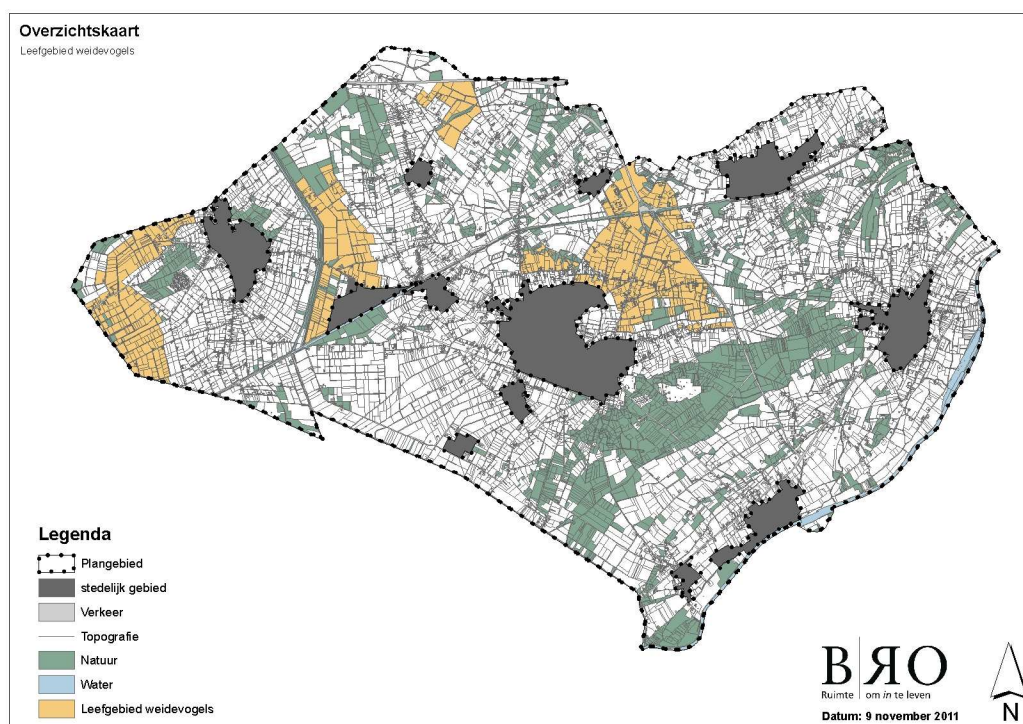 Overzichtskaart
Leefgebied weidevogels
Legenda
Plangebied
stedelijk gebied
Verkeer
Topografie
Natuur
Water
Leefgebied weidevogels
BRO
Ruimte om in te leven
Datum: 9 november 2011
N